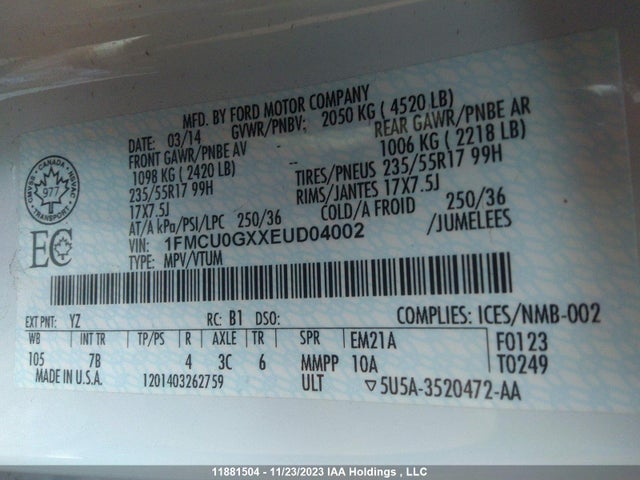 MFD. BY FORD MOTOR COMPANY
DATE: 03/14 GVWR/PNBV: 2050 KG ( 4520 LB)
FRONT GAWR/PNBE AV REAR GAWR/PNBE AR
1098 KG ( 2420 LB) -- 1006 KG ( 2218 LB)
235/55R17 99H TIRES/PNEUS 235/55R17 99H
17X7.5J RIMS/JANTES 17X7.5J
AT/A kPa/PSI/LPC 250/36 COLD/A FROID 250/36
VIN: 1FMCU0GXXEUD04002 /JUMELEES
TYPE: MPV/VTUM
CANADA
977
TRANSPORT
EC
EXT PNT: YZ RC: B1 DSO: COMPLIES: ICES/NMB-002
WB INT TR TP/PS R AXLE TR SPR EM21A F0123
105 7B 4 3C 6 MMPP 10A T0249
MADE IN U.S.A. 1201403262759 ULT ▽5U5A-3520472-AA
11881504 - 11/23/2023 IAA Holdings , LLC